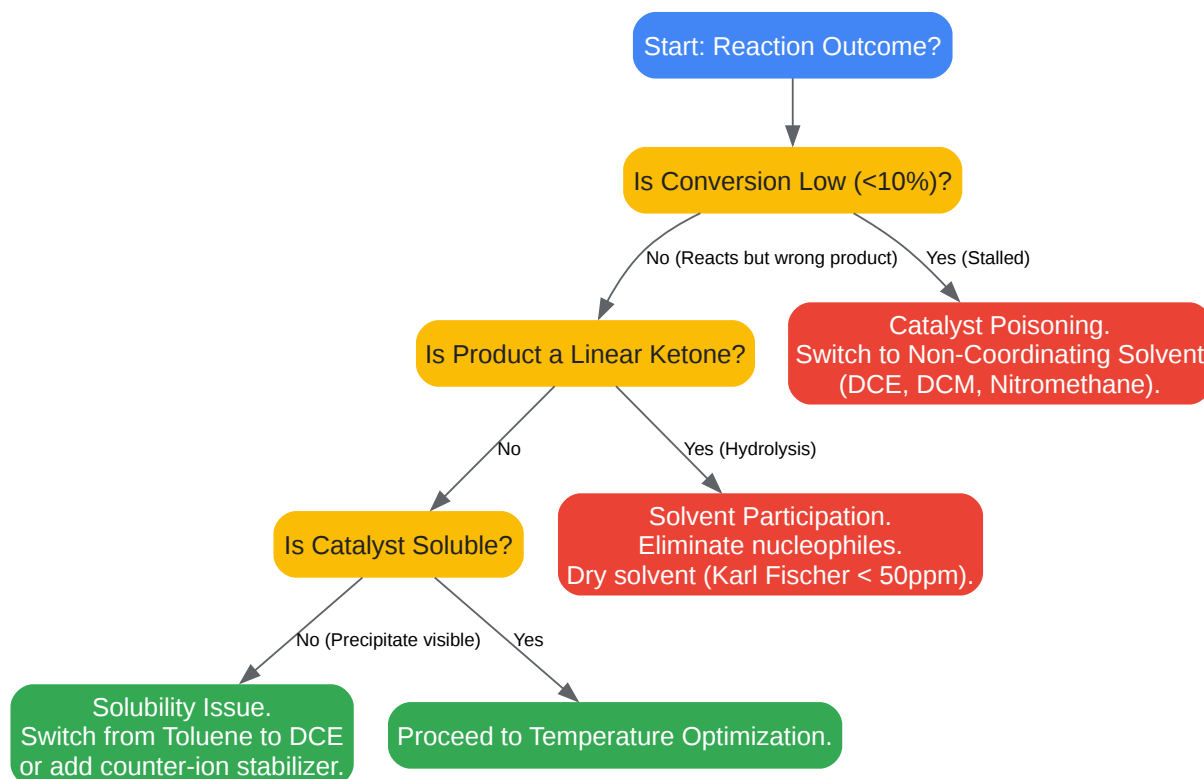 Start: Reaction Outcome?
Is Conversion Low (<10%)?
No (Reacts but wrong product)
Yes (Stalled)
Is Product a Linear Ketone?
Catalyst Poisoning.
Switch to Non-Coordinating Solvent
(DCE, DCM, Nitromethane).
No
Yes (Hydrolysis)
Is Catalyst Soluble?
Solvent Participation.
Eliminate nucleophiles.
Dry solvent (Karl Fischer < 50ppm).
No (Precipitate visible)
Yes
Solubility Issue.
Switch from Toluene to DCE
or add counter-ion stabilizer.
Proceed to Temperature Optimization.